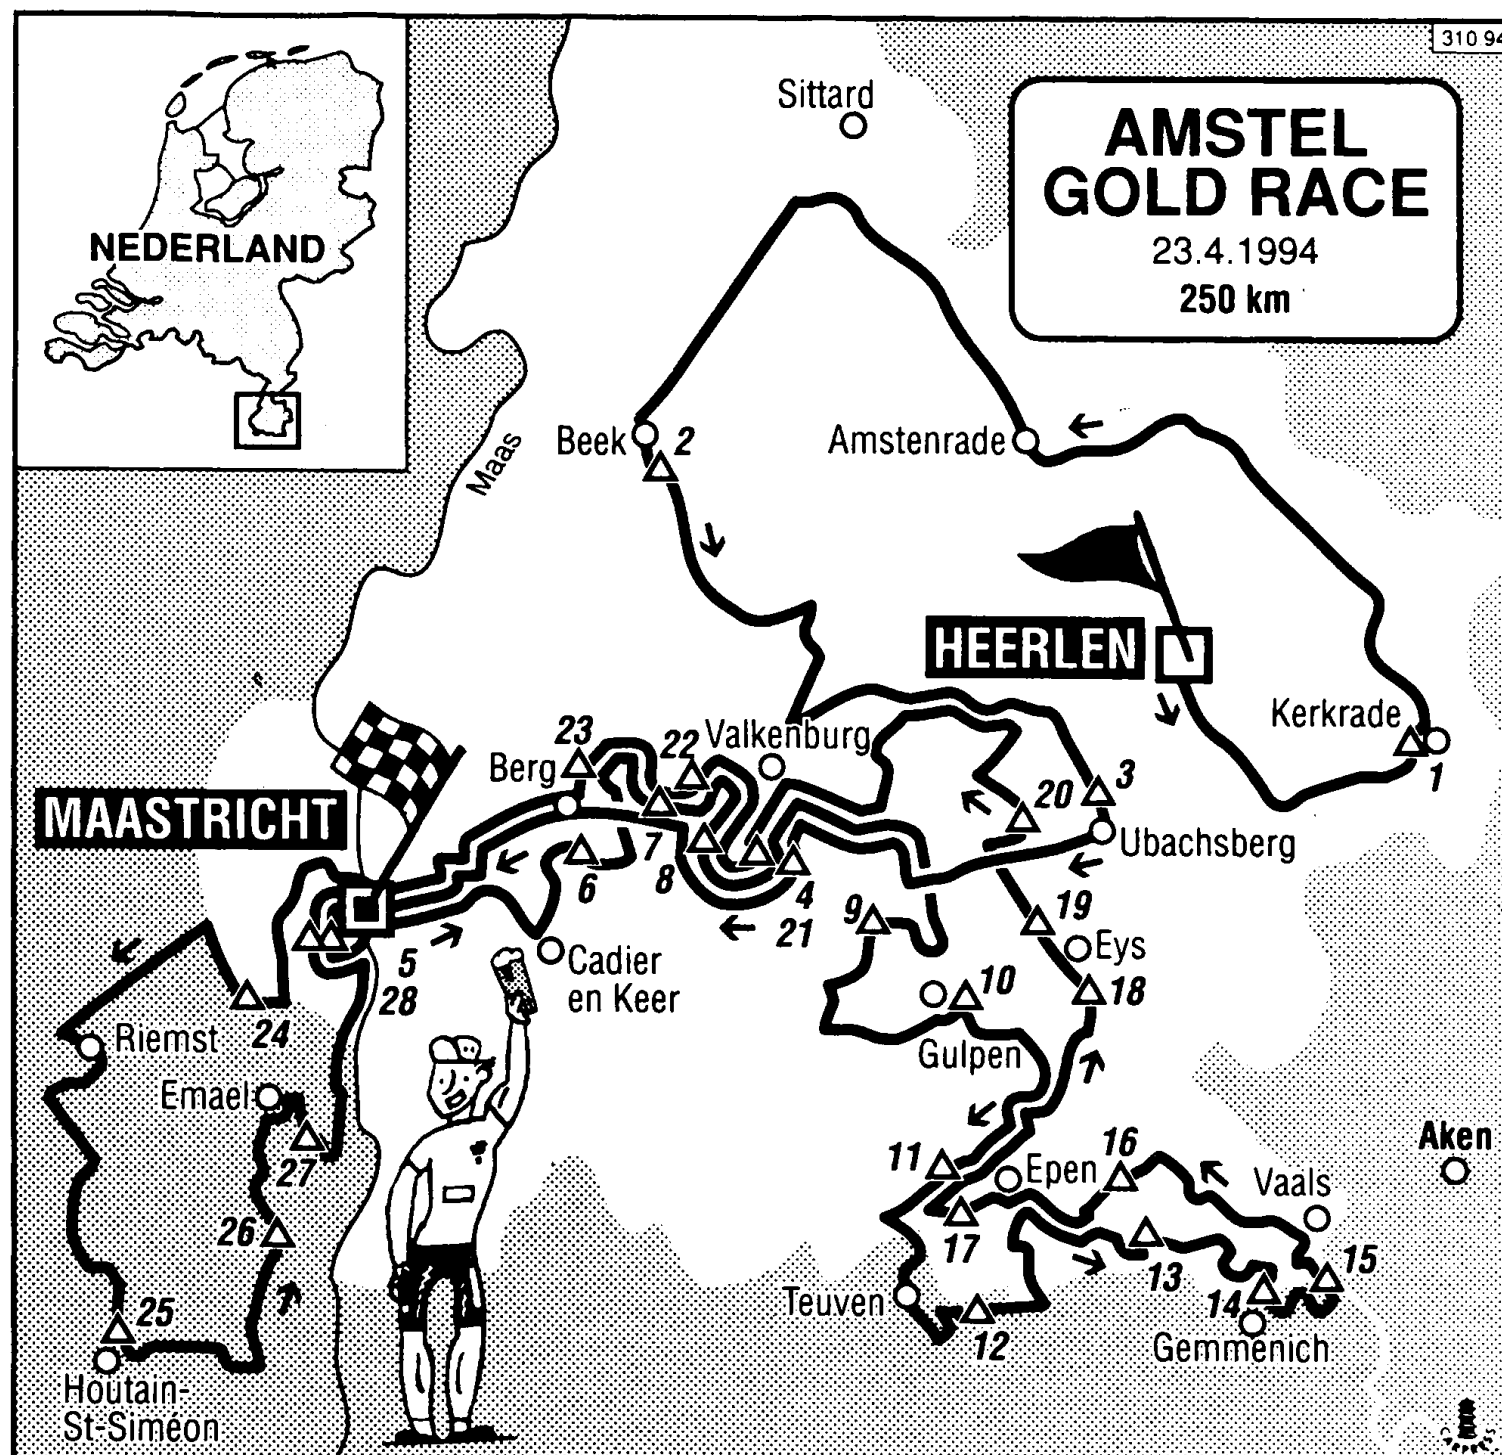 310 94
Sittard
AMSTEL
GOLD RACE
23.4.1994
250 km
NEDERLAND
Maas
Beek
2
Amstenrade
HEERLEN
Kerkrade
1
23
22
Valkenburg
Berg
3
20
MAASTRICHT
Ubachsberg
7
6
8
4
9
19
21
Eys
5
Cadier
en Keer
10
18
28
24
Riemst
Gulpen
Emael
Aken
27
11
Epen
16
Vaals
26
17
13
15
Teuven
14
25
12
Gemmenich
Houtain-
St-Siméon
CARPRESS